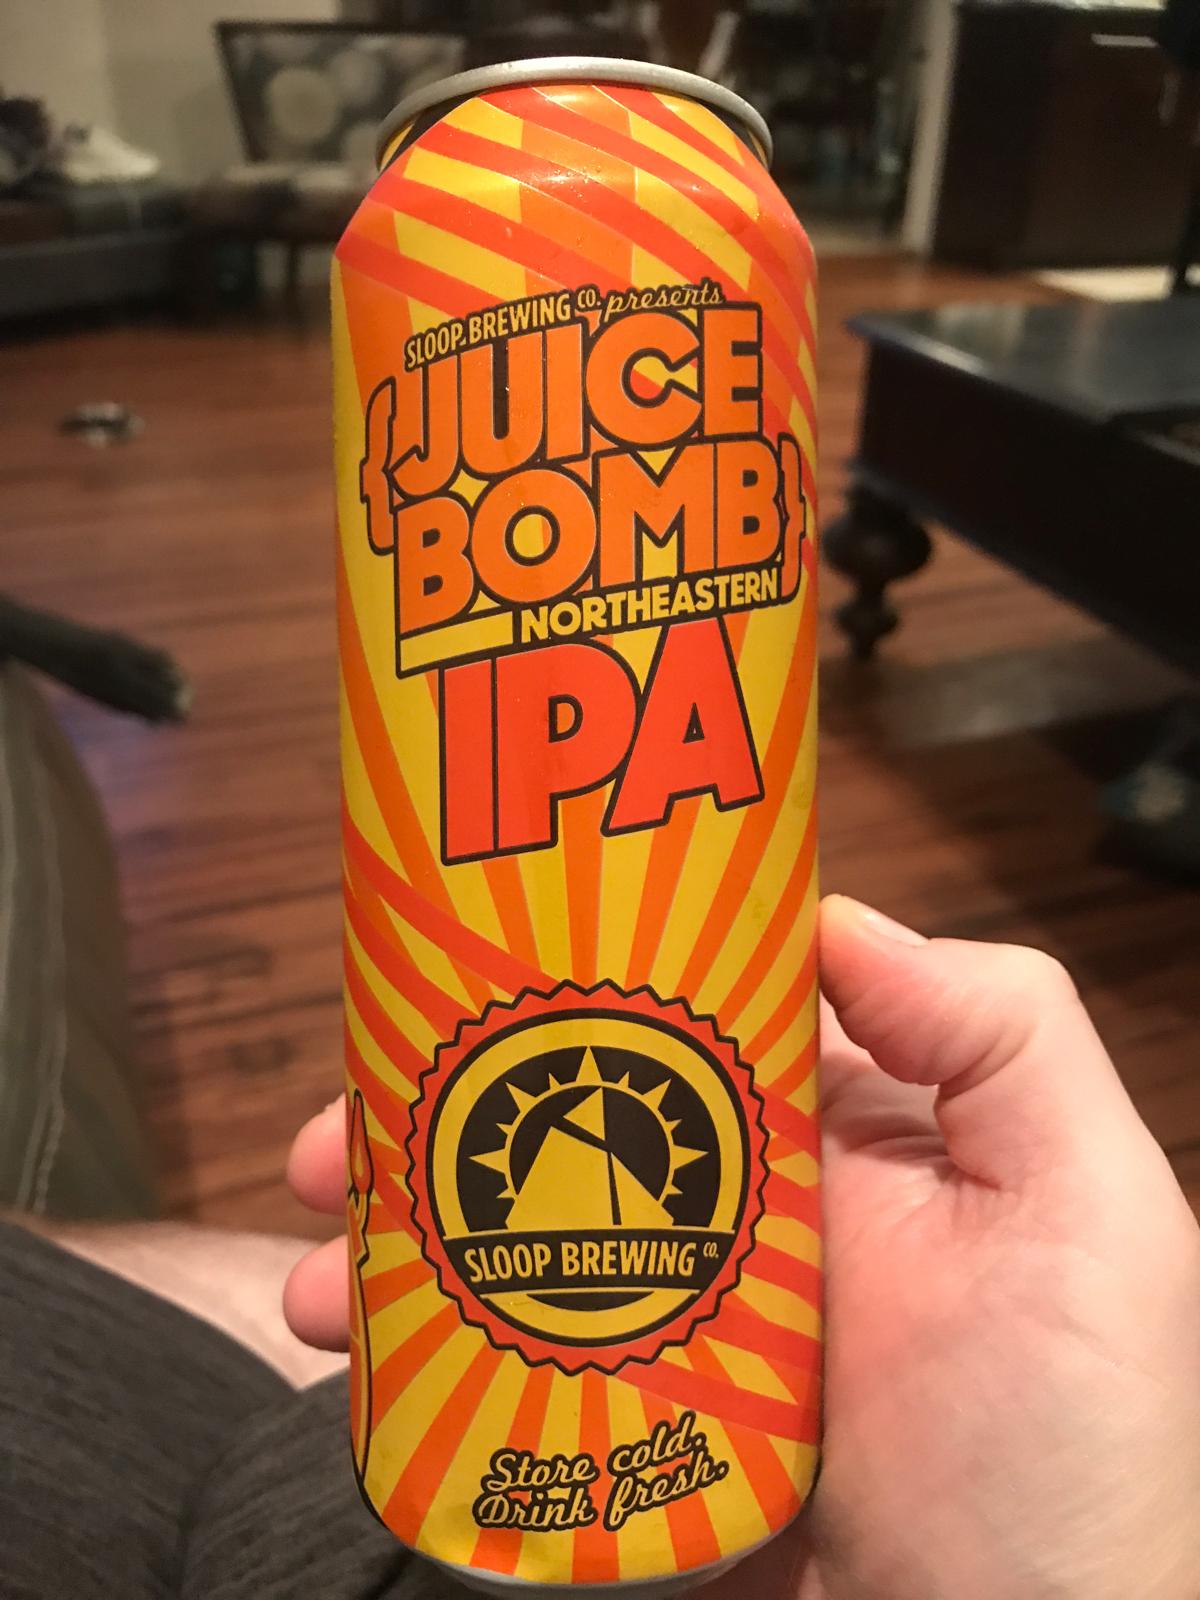 SLOOP BREWING CO. presents
{JUICE
BOMB}
NORTHEASTERN
IPA
SLOOP BREWING CO.
Store cold.
Drink fresh.